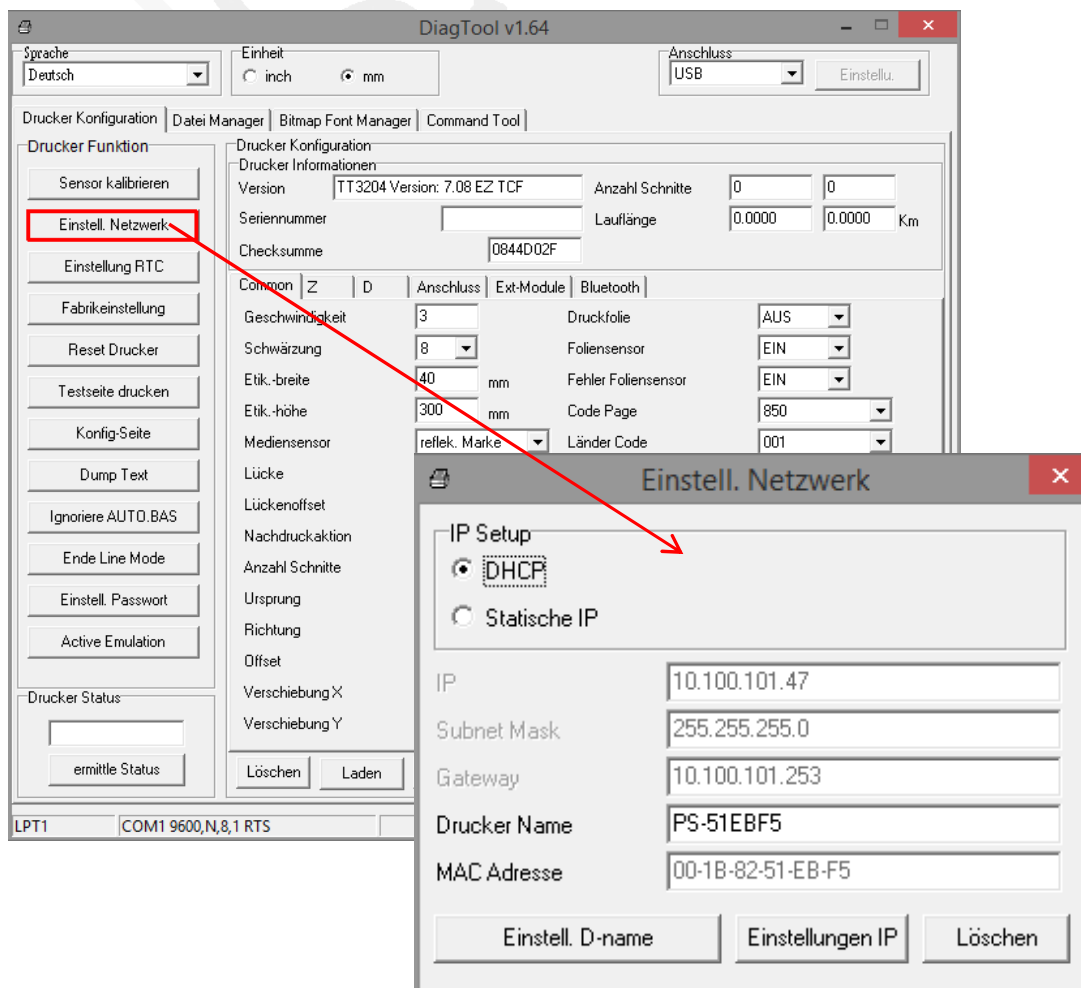 DiagTool v1.64
Sprache Einheit Anschluss
Deutsch inch mm USB Einstellu.
Drucker Konfiguration Datei Manager Bitmap Font Manager Command Tool
Drucker Funktion
Sensor kalibrieren
Einstell. Netzwerk
Einstellung RTC
Fabrikeinstellung
Reset Drucker
Testseite drucken
Konfig-Seite
Dump Text
Ignoriere AUTO.BAS
Ende Line Mode
Einstell. Passwort
Active Emulation
Drucker Status
ermittle Status
Drucker Konfiguration
Drucker Informationen
Version TT3204 Version: 7.08 EZ TCF Anzahl Schnitte 0 0
Seriennummer Lauflänge 0.0000 0.0000 Km
Checksumme 0844D02F
Common Z D Anschluss Ext-Module Bluetooth
Geschwindigkeit 3 Druckfolie AUS
Schwärzung 8 Foliensensor EIN
Etik.-breite 40 mm Fehler Foliensensor EIN
Etik.-höhe 300 mm Code Page 850
Mediensensor reflek. Marke Länder Code 001
Lücke
Lückenoffset
Nachdruckaktion
Anzahl Schnitte
Ursprung
Richtung
Offset
Verschiebung X
Verschiebung Y
Löschen Laden
LPT1 COM1 9600,N,8,1 RTS
Einstell. Netzwerk
IP Setup
DHCP
Statische IP
IP 10.100.101.47
Subnet Mask 255.255.255.0
Gateway 10.100.101.253
Drucker Name PS-51EBF5
MAC Adresse 00-1B-82-51-EB-F5
Einstell. D-name Einstellungen IP Löschen